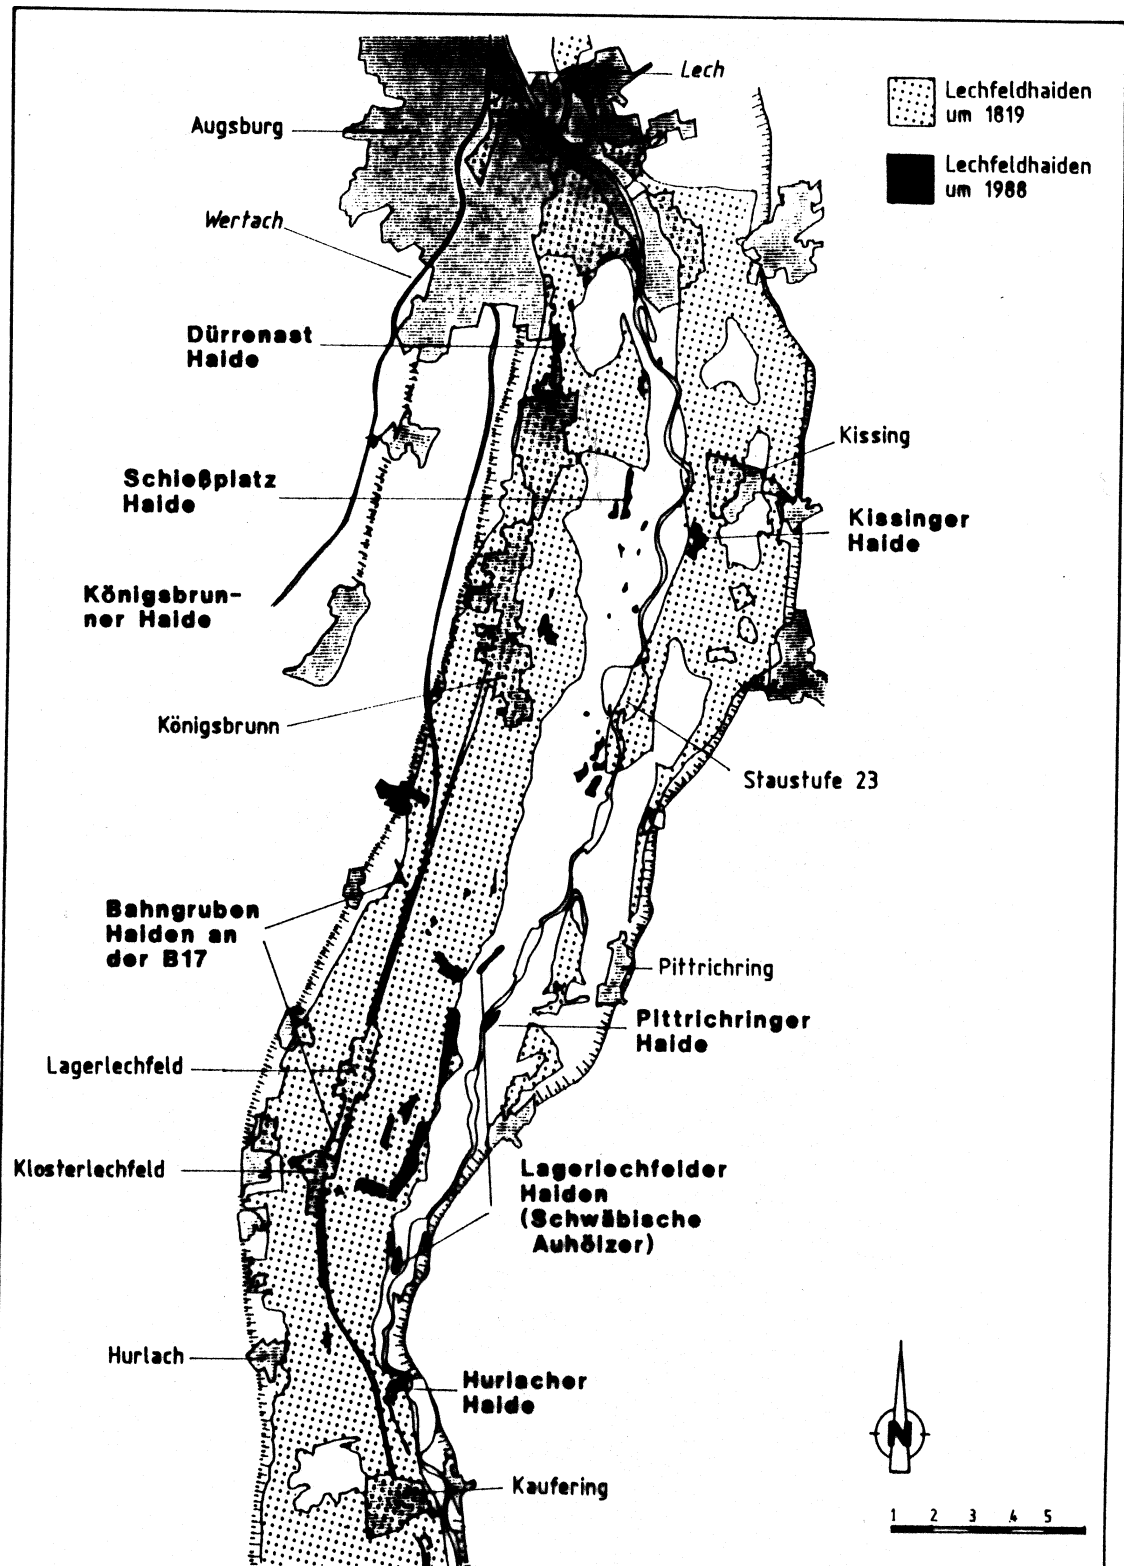 Lech
Lechfeldhaiden
um 1819
Augsburg
Lechfeldhaiden
um 1988
Wertach
Dürrenast
Haide
Kissing
Schießplatz
Haide
Kissinger
Haide
Königsbrun-
ner Haide
Königsbrunn
Staustufe 23
Bahngruben
Haiden an
der B17
Pittrichring
Pittrichringer
Haide
Lagerlechfeld
Klosterlechfeld
Lagerlechfelder
Haiden
(Schwäbische
Auhölzer)
Hurlach
Hurlacher
Haide
N
Kaufering
1 2 3 4 5